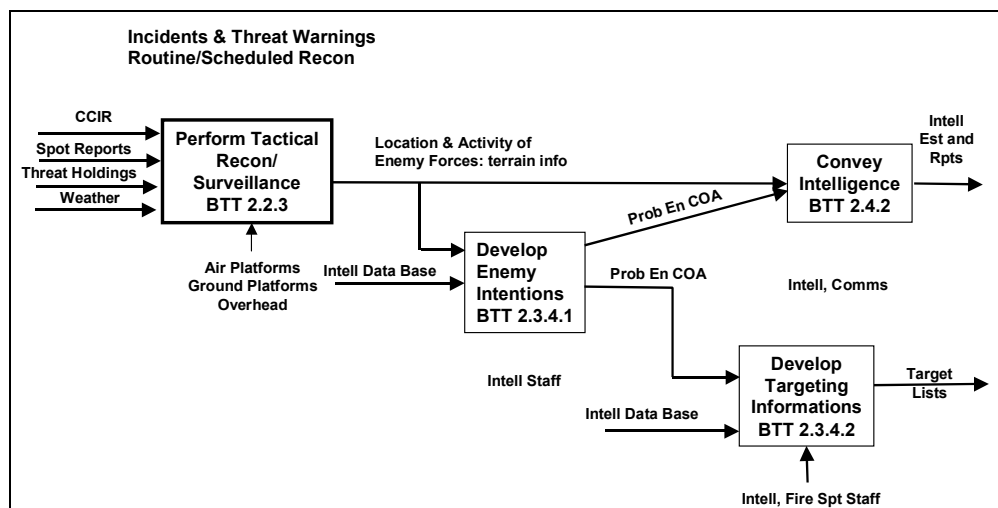 Incidents & Threat Warnings
Routine/Scheduled Recon
CCIR
Spot Reports
Threat Holdings
Weather
Perform Tactical
Recon/
Surveillance
BTT 2.2.3
Air Platforms
Ground Platforms
Overhead
Location & Activity of
Enemy Forces: terrain info
Prob En COA
Convey
Intelligence
BTT 2.4.2
Intell
Est and
Rpts
Intell Data Base
Develop
Enemy
Intentions
BTT 2.3.4.1
Prob En COA
Intell, Comms
Intell Staff
Intell Data Base
Develop
Targeting
Informations
BTT 2.3.4.2
Target
Lists
Intell, Fire Spt Staff